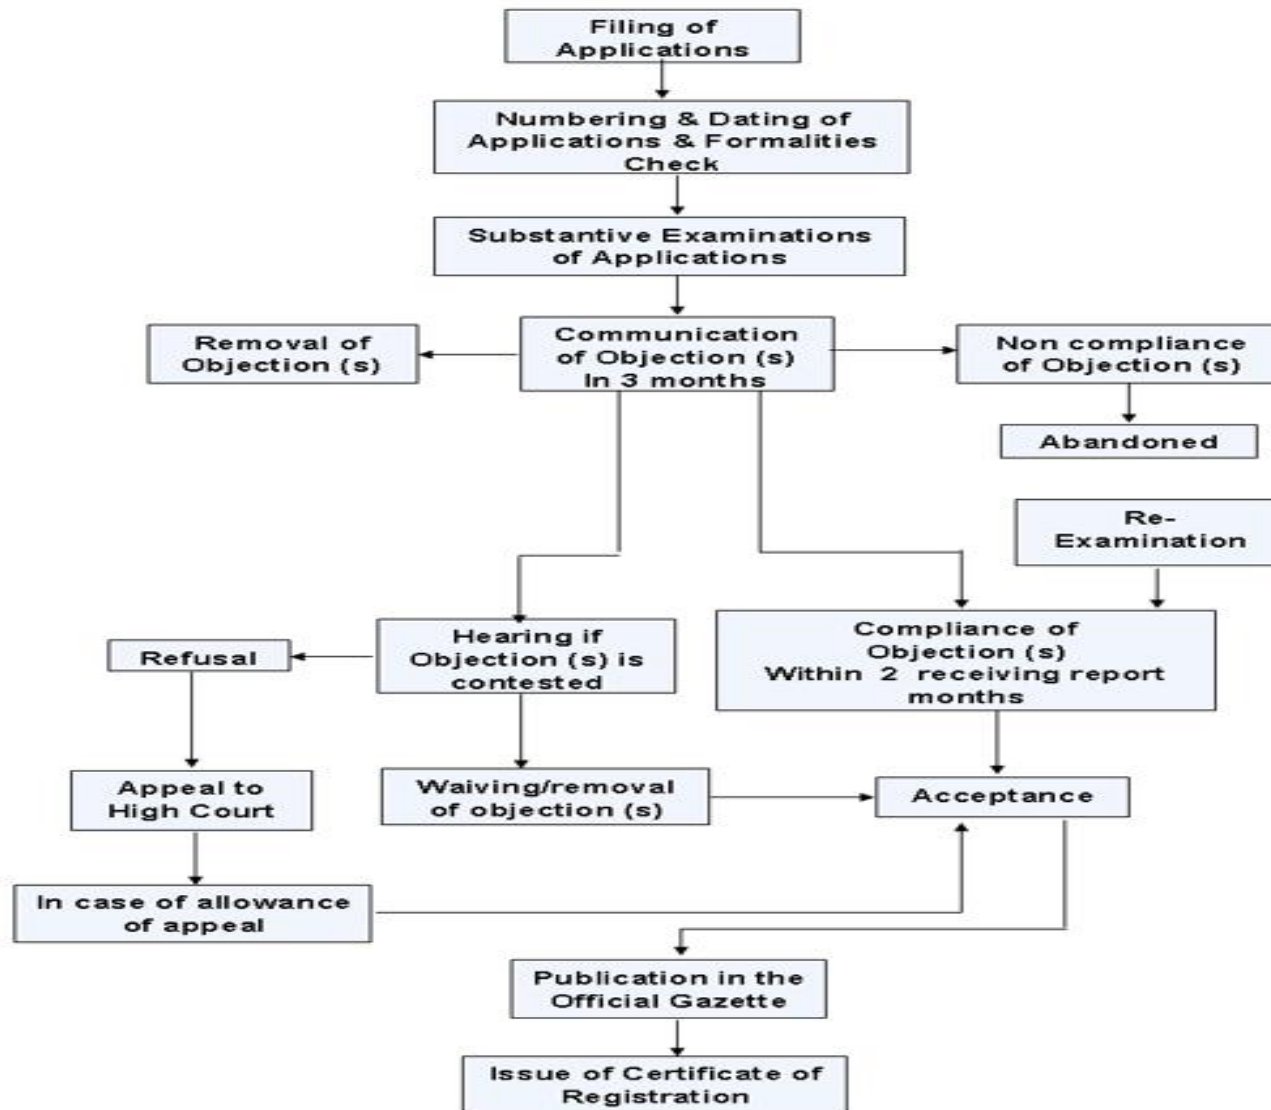 Filing of
Applications
Numbering & Dating of
Applications & Formalities
Check
Substantive Examinations
of Applications
Removal of
Objection (s)
Communication
of Objection (s)
In 3 months
Non compliance
of Objection (s)
Abandoned
Re-
Examination
Refusal
Hearing if
Objection (s) is
contested
Compliance of
Objection (s)
Within 2 receiving report
months
Appeal to
High Court
Waiving/removal
of objection (s)
Acceptance
In case of allowance
of appeal
Publication in the
Official Gazette
Issue of Certificate of
Registration